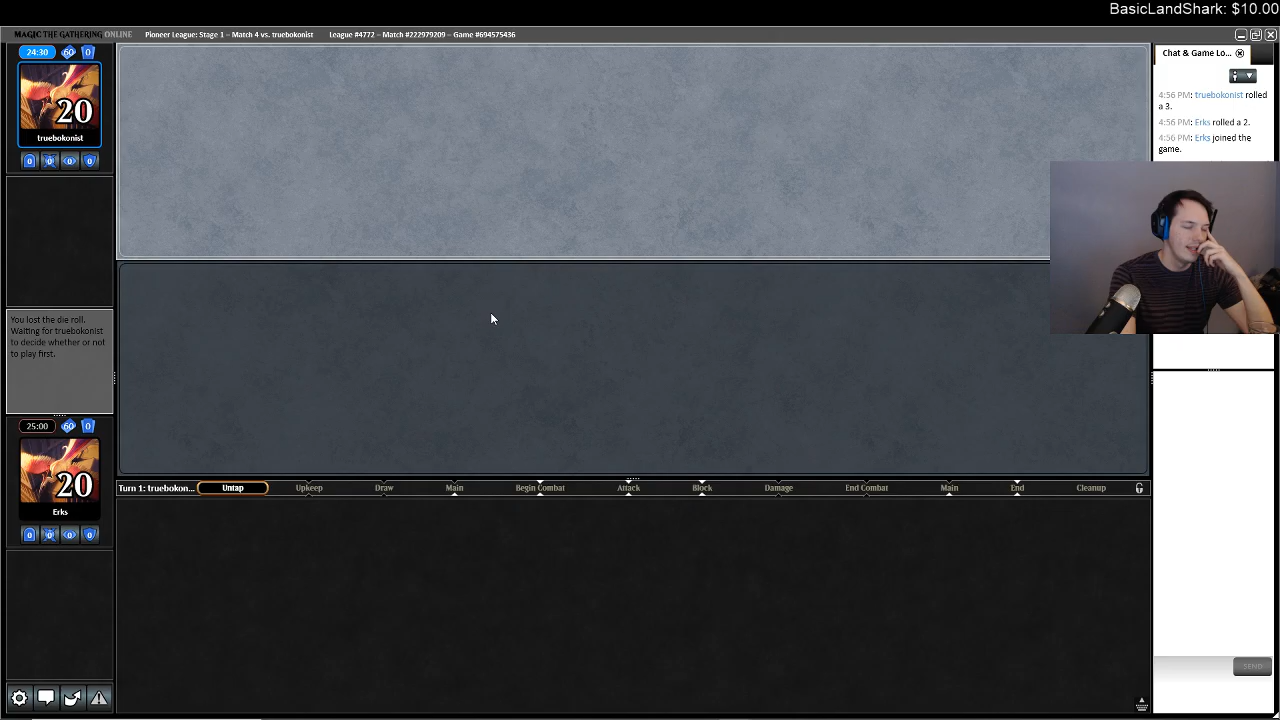 BasicLandShark: $10.00
MAGIC THE GATHERING ONLINE Pioneer League: Stage 1 – Match 4 vs. truebokonist League #4772 – Match #222979209 – Game #694575436
24:30 60 0
20
truebokonist
0 0 0 0
Chat & Game Lo...
4:56 PM: truebokonist rolled
a 3.
4:56 PM: Erks rolled a 2.
4:56 PM: Erks joined the
game.
You lost the die roll.
Waiting for truebokonist
to decide whether or not
to play first.
25:00 60 0
20
Erks
0 0 0 0
Turn 1: truebokon... Untap Upkeep Draw Main Begin Combat Attack Block Damage End Combat Main End Cleanup
SEND